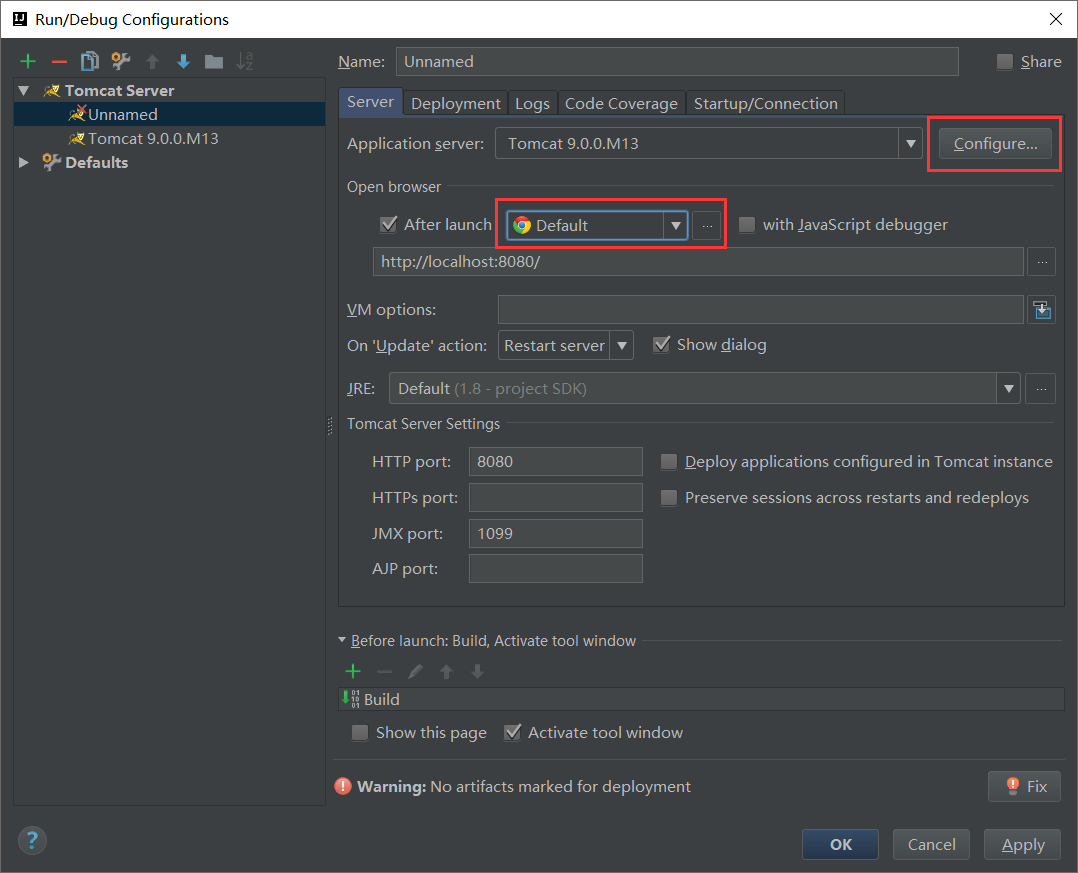 Run/Debug Configurations
Tomcat Server
Unnamed
Tomcat 9.0.0.M13
Defaults
Name: Unnamed Share
Server Deployment Logs Code Coverage Startup/Connection
Application server: Tomcat 9.0.0.M13 Configure...
Open browser
After launch Default ... with JavaScript debugger
http://localhost:8080/ ...
VM options:
On 'Update' action: Restart server Show dialog
JRE: Default (1.8 - project SDK) ...
Tomcat Server Settings
HTTP port: 8080 Deploy applications configured in Tomcat instance
HTTPs port: Preserve sessions across restarts and redeploys
JMX port: 1099
AJP port:
Before launch: Build, Activate tool window
Build
Show this page Activate tool window
Warning: No artifacts marked for deployment Fix
? OK Cancel Apply